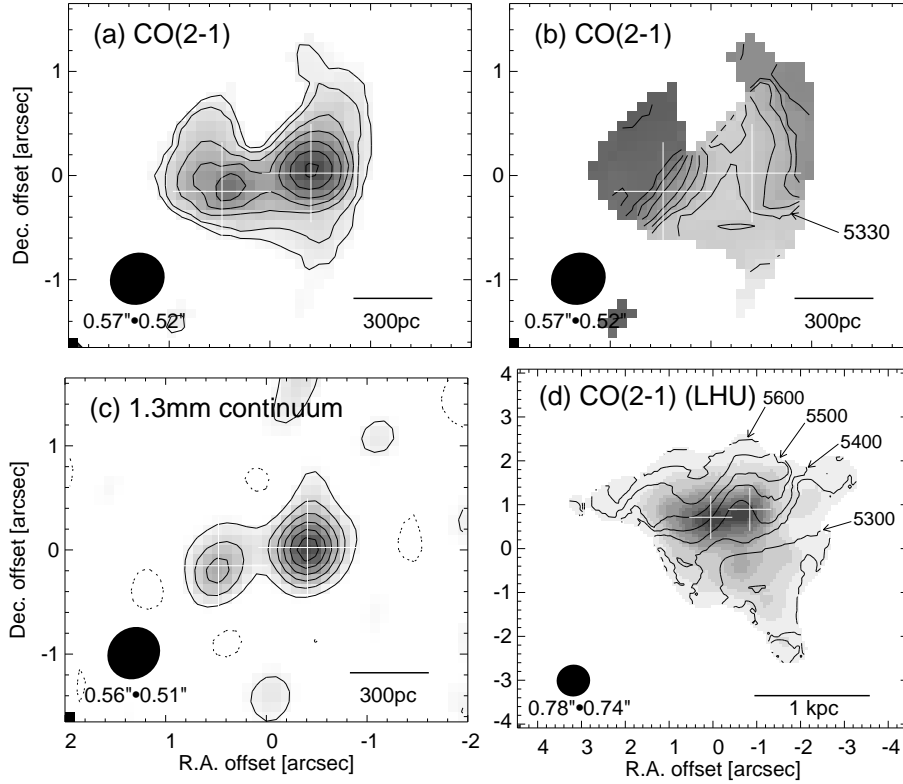 (a) CO(2-1)
1
0
-1
Dec. offset [arcsec]
0.57"•0.52"
300pc
(b) CO(2-1)
1
0
-1
5330
0.57"•0.52"
300pc
(c) 1.3mm continuum
1
0
-1
Dec. offset [arcsec]
0.56"•0.51"
300pc
2 1 0 -1 -2
R.A. offset [arcsec]
(d) CO(2-1) (LHU)
5600
5500
5400
5300
4
3
2
1
0
-1
-2
-3
-4
0.78"•0.74"
1 kpc
4 3 2 1 0 -1 -2 -3 -4
R.A. offset [arcsec]